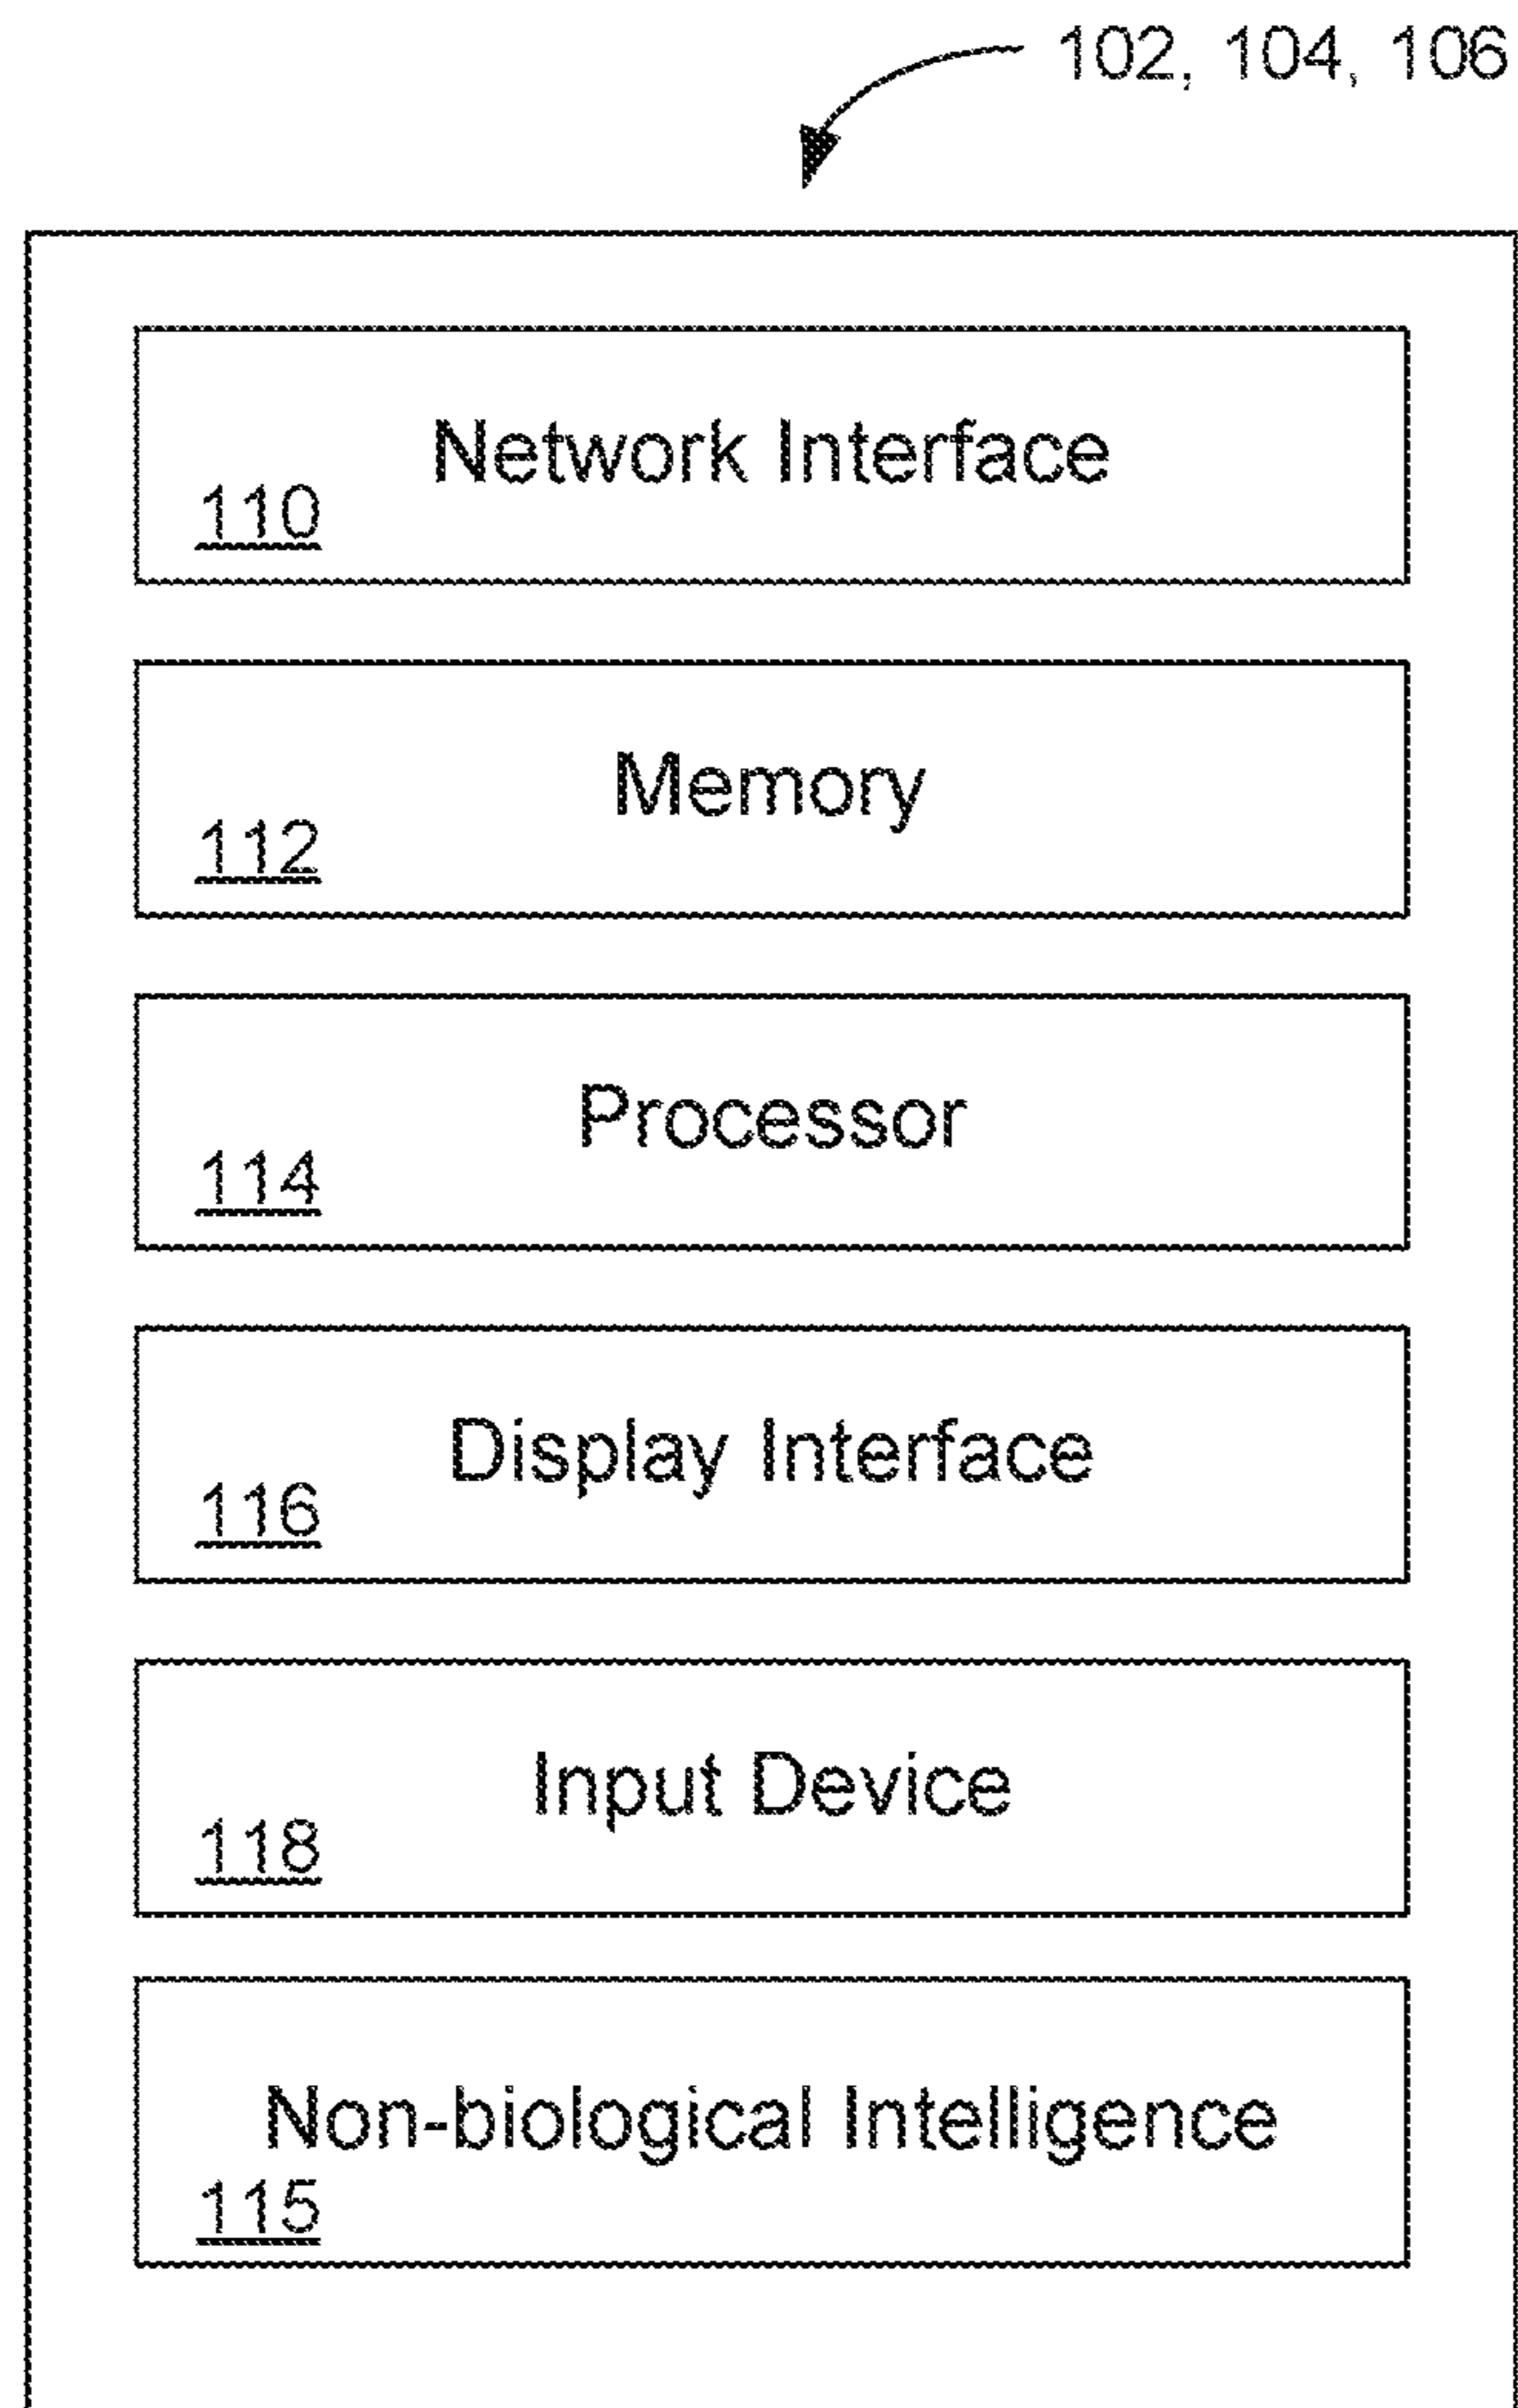 102, 104, 106
Network Interface
110
Memory
112
Processor
114
Display Interface
116
Input Device
118
Non-biological Intelligence
115